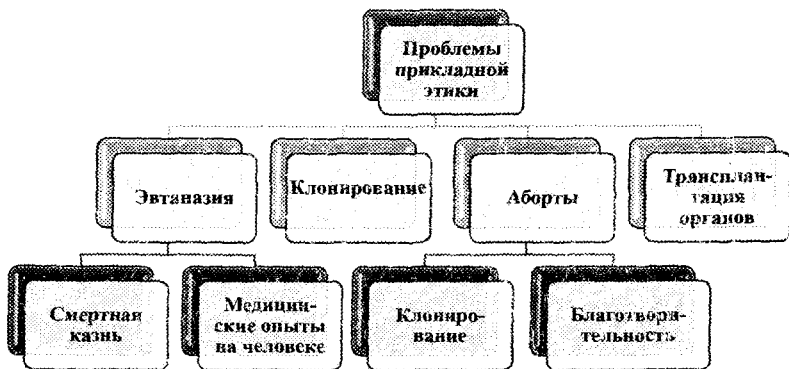 Проблемы
прикладной
этики
Эвтаназия
Клонирование
Аборты
Трансплан-
тация
органов
Смертная
казнь
Медицин-
ские опыты
на человеке
Клониро-
вание
Благотвори-
тельность